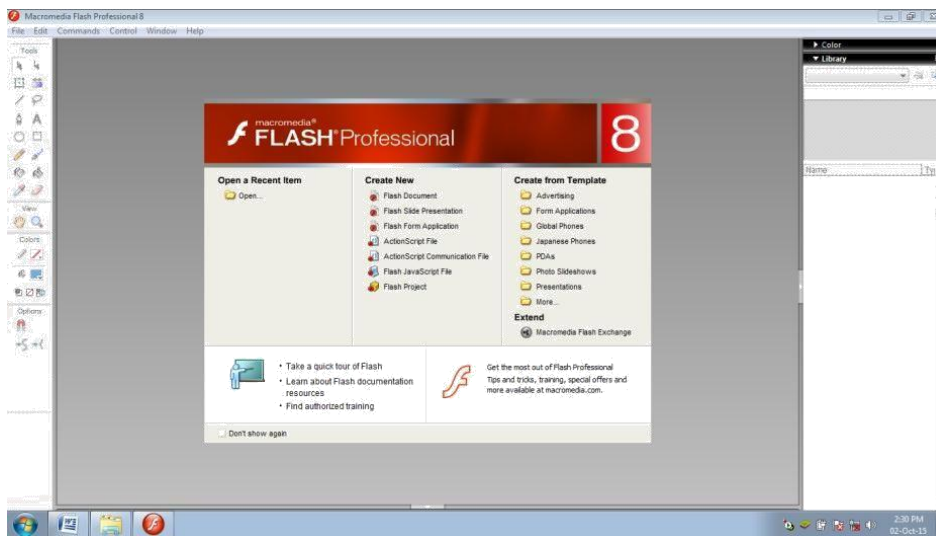 Macromedia Flash Professional 8
File Edit Commands Control Window Help
Tools
View
Colors
Options
Color
Library
Name
macromedia®
FLASH® Professional 8
Open a Recent Item
Open...
Create New
Flash Document
Flash Slide Presentation
Flash Form Application
ActionScript File
ActionScript Communication File
Flash JavaScript File
Flash Project
Create from Template
Advertising
Form Applications
Global Phones
Japanese Phones
PDAs
Photo Slideshows
Presentations
More...
Extend
Macromedia Flash Exchange
• Take a quick tour of Flash
• Learn about Flash documentation
resources
• Find authorized training
Get the most out of Flash Professional
Tips and tricks, training, special offers and
more available at macromedia.com.
Don't show again
2:30 PM
02-Oct-15